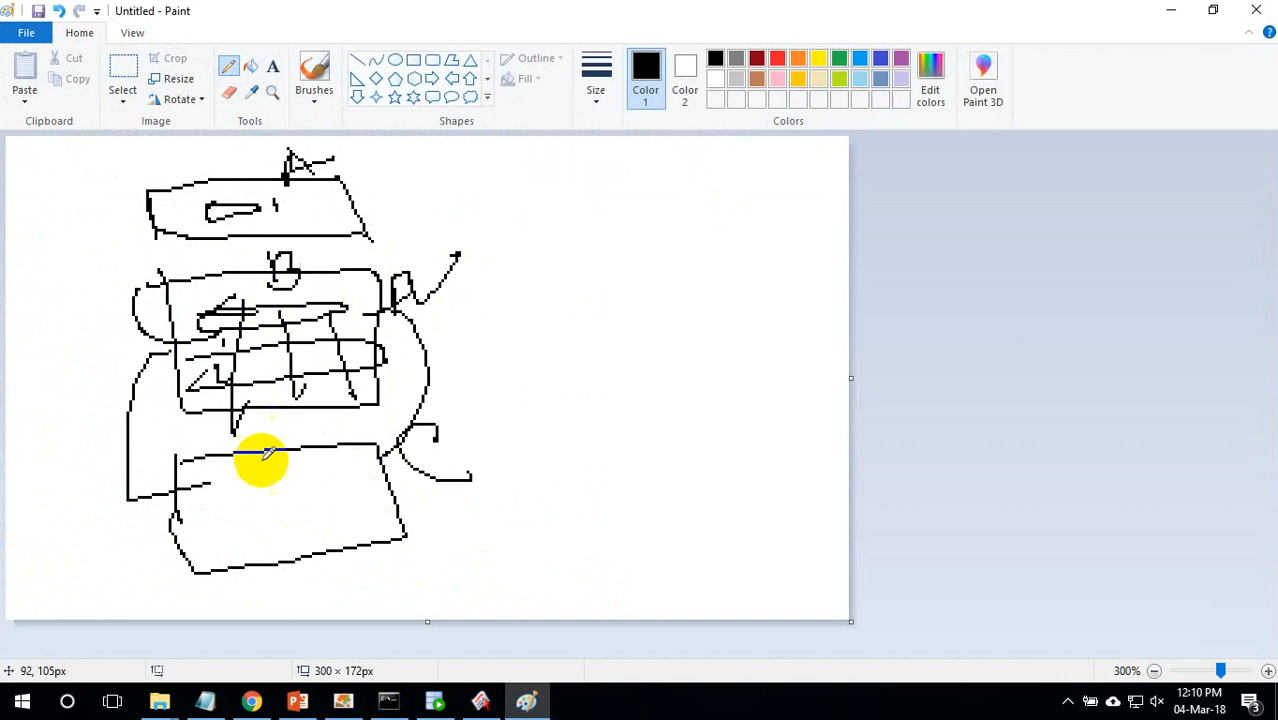 Untitled - Paint
File Home View
Paste Cut Copy Clipboard
Select Crop Resize Rotate Image
Tools
Brushes
Outline Fill Shapes
Size
Color 1
Color 2
Edit colors
Colors
Open Paint 3D
B
92, 105px 300 × 172px 300%
12:10 PM
04-Mar-18
3